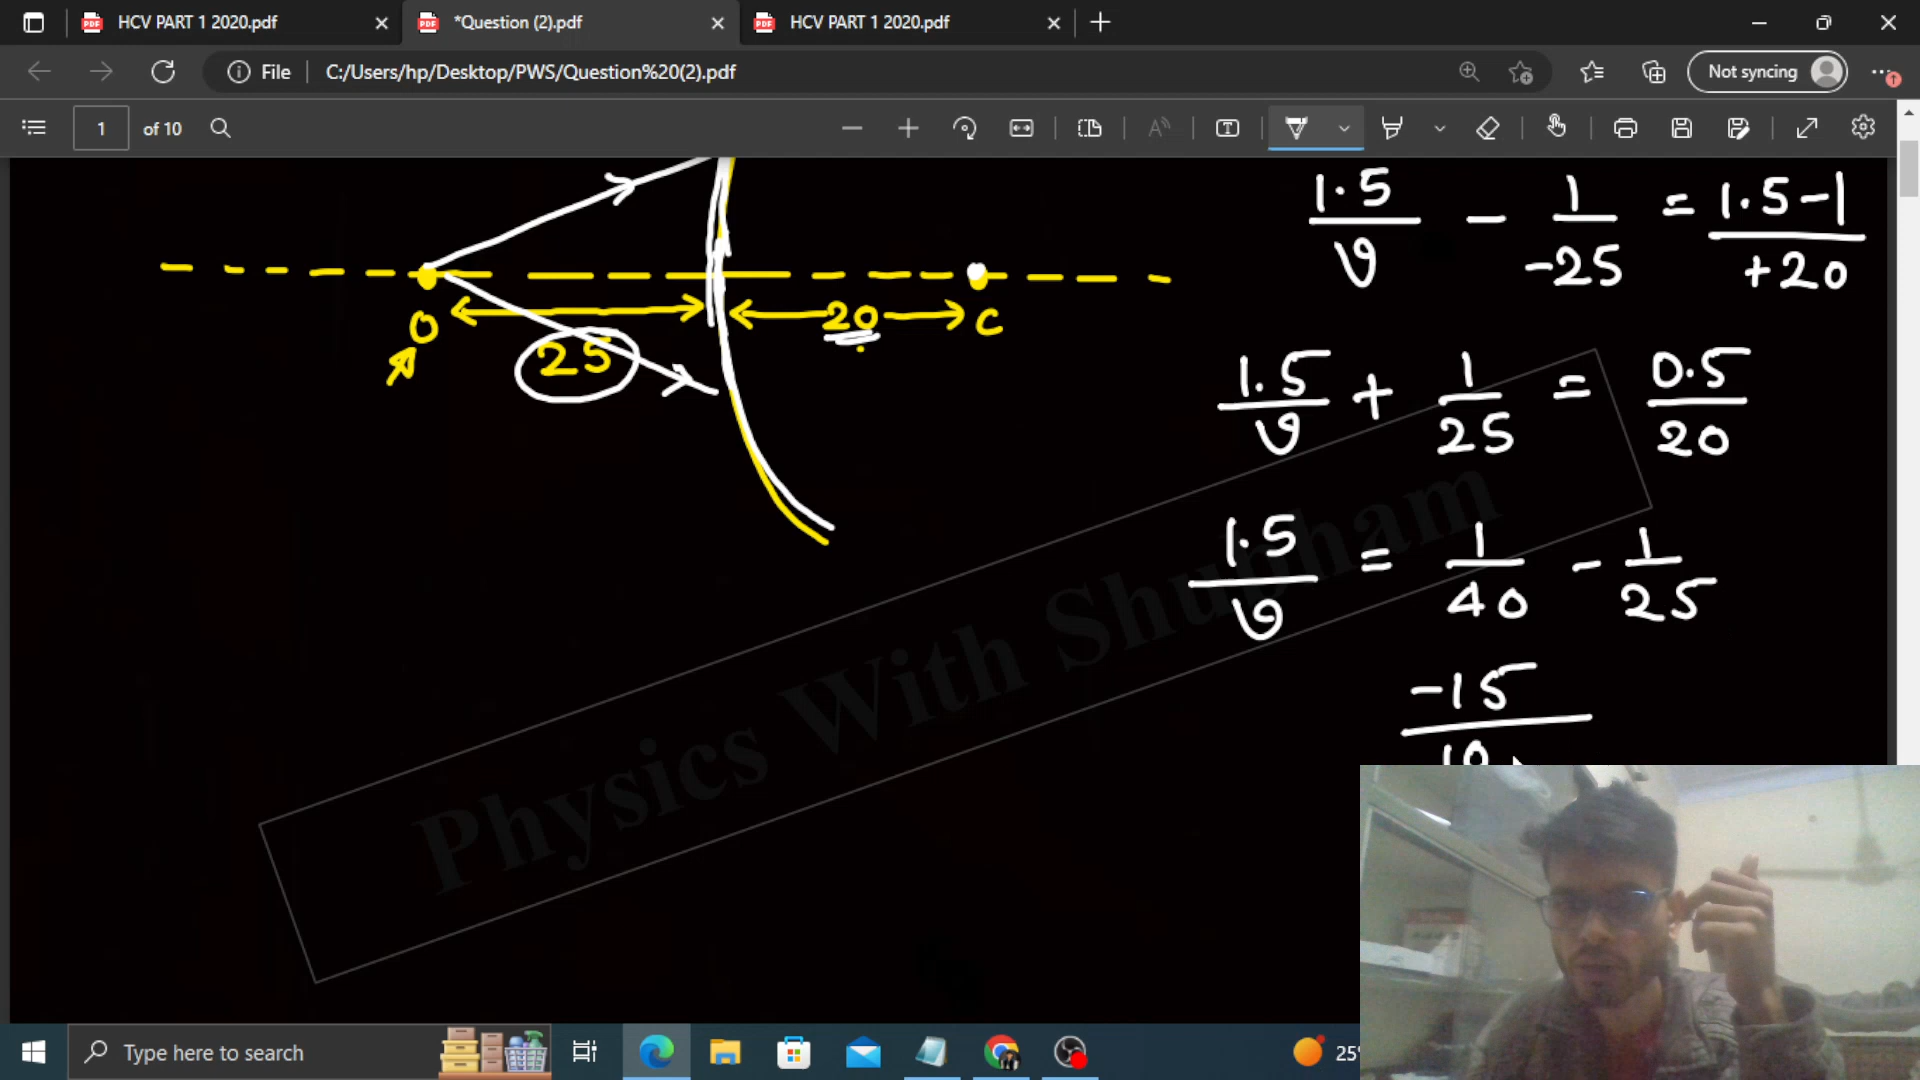 HCV PART 1 2020.pdf
*Question (2).pdf
HCV PART 1 2020.pdf
File
C:/Users/hp/Desktop/PWS/Question%20(2).pdf
Not syncing
1
of 10
1.5/v - 1/-25 = 1.5-1/+20
O
25
20
C
1.5/v + 1/25 = 0.5/20
1.5/v = 1/40 - 1/25
-15/10
Physics With Shubham
Type here to search
25°